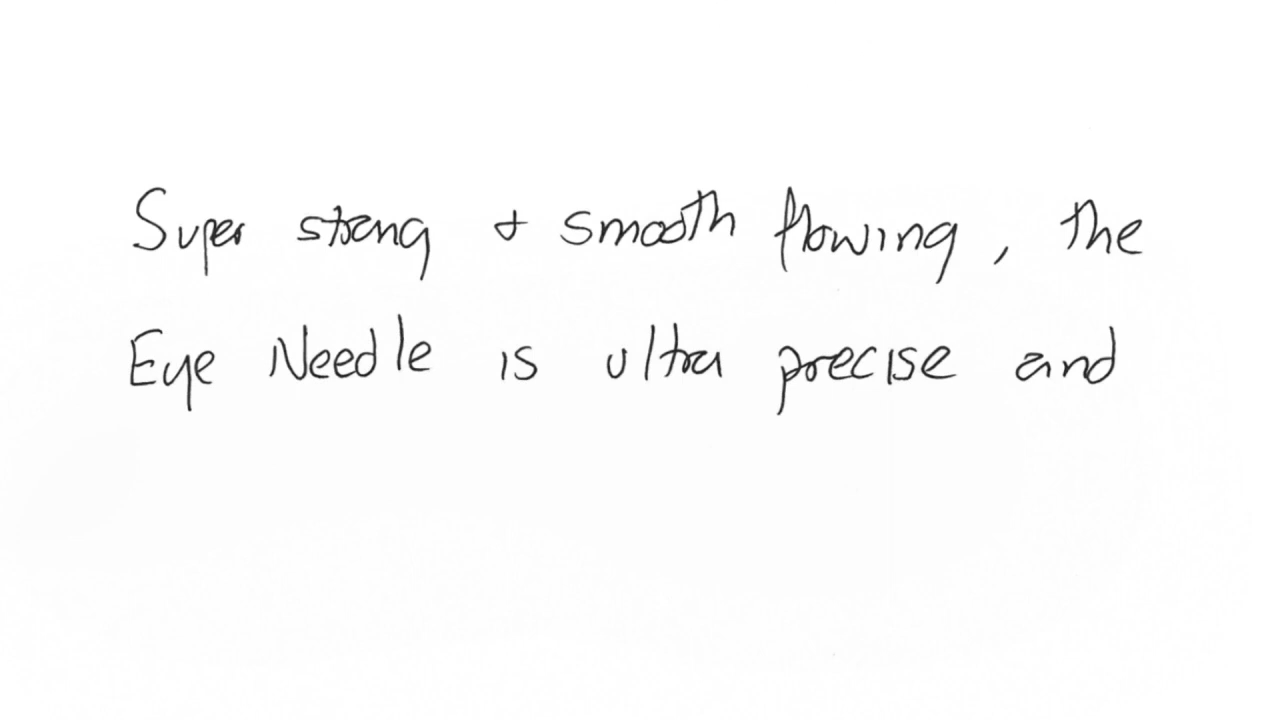 Super strong & smooth flowing, the
Eye Needle is ultra precise and